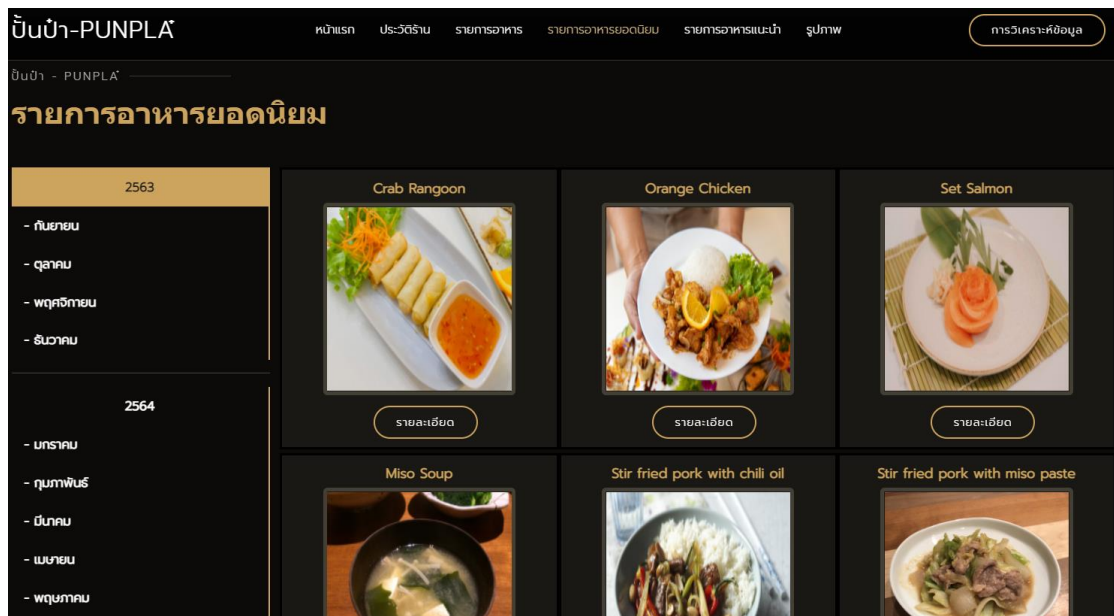 ปั้นป๋า-PUNPLA๋
หน้าแรก ประวัติร้าน รายการอาหาร รายการอาหารยอดนิยม รายการอาหารแนะนำ รูปภาพ การวิเคราะห์ข้อมูล
ปั้นป๋า - PUNPLA๋
รายการอาหารยอดนิยม
2563
- กันยายน
- ตุลาคม
- พฤศจิกายน
- ธันวาคม
2564
- มกราคม
- กุมภาพันธ์
- มีนาคม
- เมษายน
- พฤษภาคม
Crab Rangoon
รายละเอียด
Orange Chicken
รายละเอียด
Set Salmon
รายละเอียด
Miso Soup
Stir fried pork with chili oil
Stir fried pork with miso paste